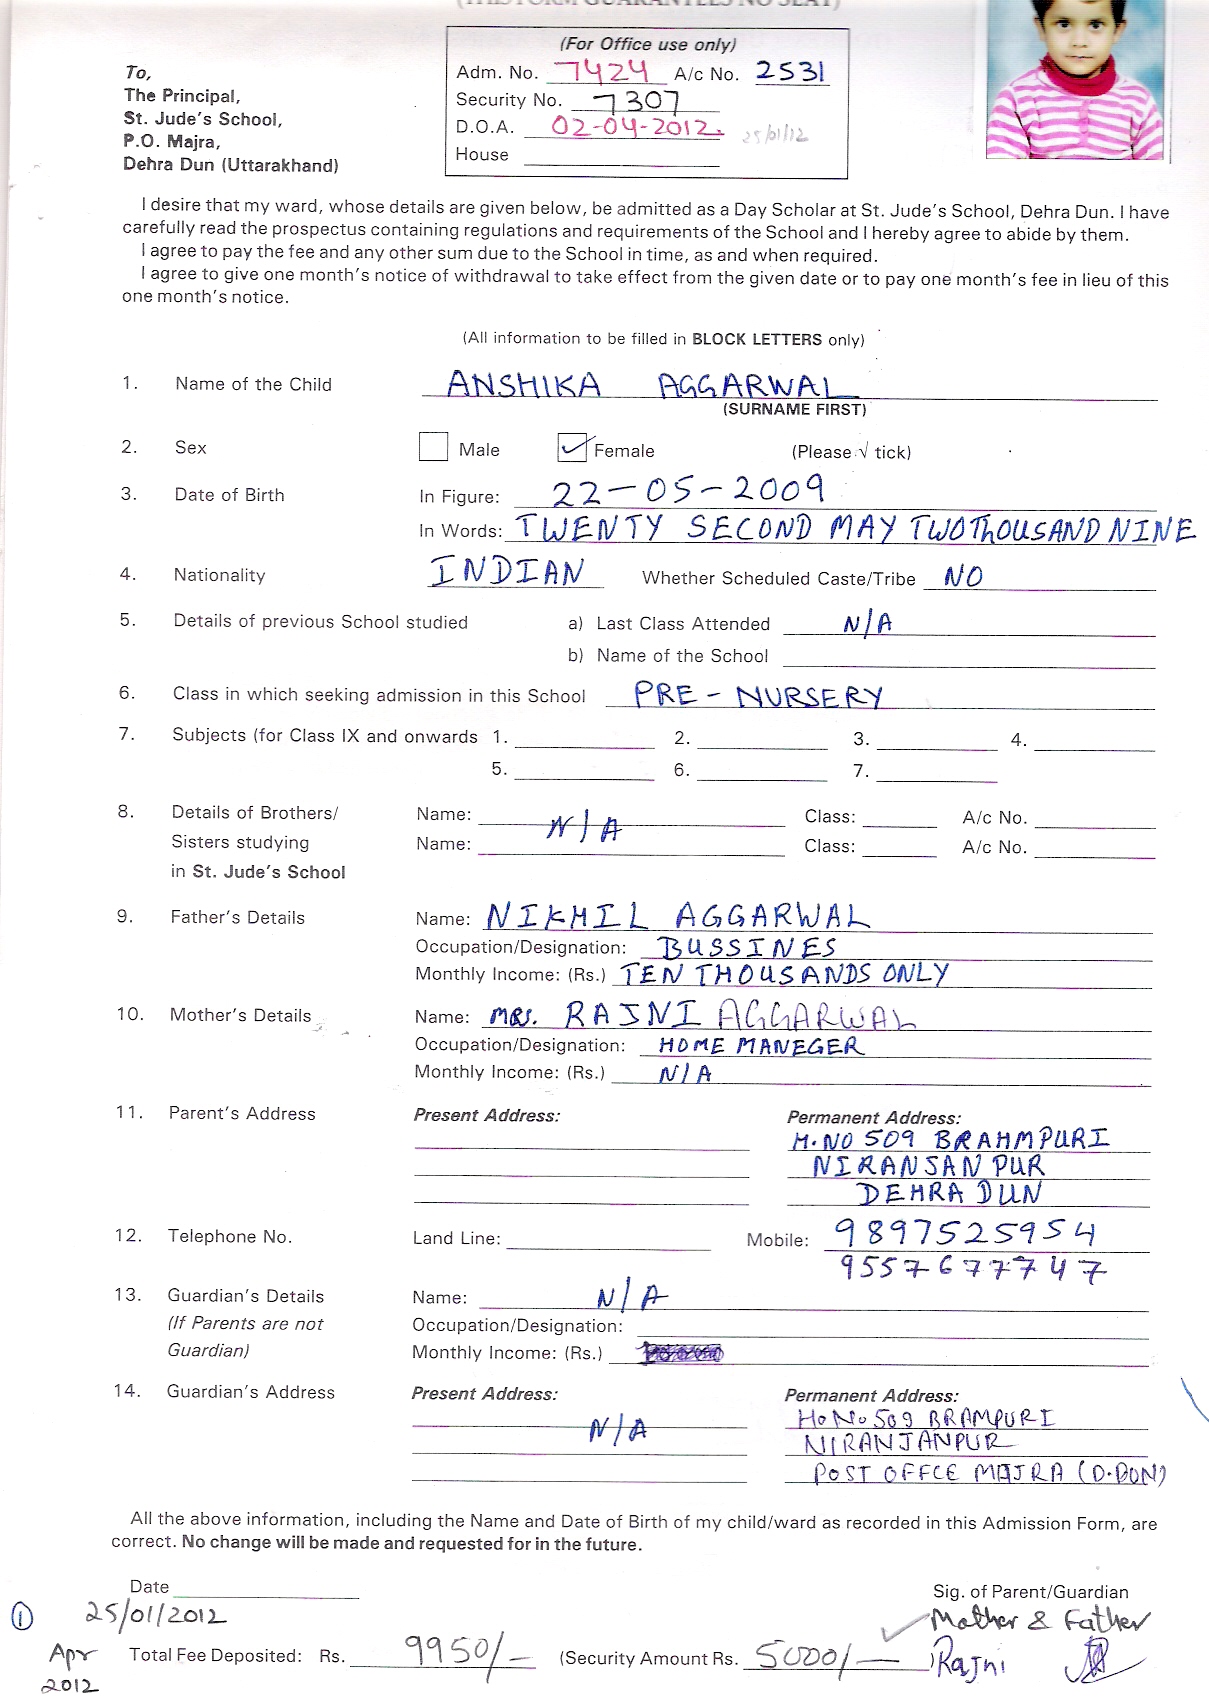 (THIS FORM GUARANTEES NO SEAT)
(For Office use only)
Adm. No. 7424 A/c No. 2531
Security No. 7307
D.O.A. 02-04-2012. 25/01/12
House
To,
The Principal,
St. Jude's School,
P.O. Majra,
Dehra Dun (Uttarakhand)
I desire that my ward, whose details are given below, be admitted as a Day Scholar at St. Jude's School, Dehra Dun. I have
carefully read the prospectus containing regulations and requirements of the School and I hereby agree to abide by them.
I agree to pay the fee and any other sum due to the School in time, as and when required.
I agree to give one month's notice of withdrawal to take effect from the given date or to pay one month's fee in lieu of this
one month's notice.
(All information to be filled in BLOCK LETTERS only)
1. Name of the Child ANSHIKA AGGARWAL
(SURNAME FIRST)
2. Sex Male ✓ Female (Please √ tick)
3. Date of Birth In Figure: 22-05-2009
In Words: TWENTY SECOND MAY TWO THOUSAND NINE
4. Nationality INDIAN Whether Scheduled Caste/Tribe NO
5. Details of previous School studied a) Last Class Attended N/A
b) Name of the School
6. Class in which seeking admission in this School PRE-NURSERY
7. Subjects (for Class IX and onwards 1. 2. 3. 4.
5. 6. 7.
8. Details of Brothers/ Name: N/A Class: A/c No.
Sisters studying Name: Class: A/c No.
in St. Jude's School
9. Father's Details Name: NIKHIL AGGARWAL
Occupation/Designation: BUSSINES
Monthly Income: (Rs.) TEN THOUSANDS ONLY
10. Mother's Details Name: MRS. RAJNI AGGARWAL
Occupation/Designation: HOME MANEGER
Monthly Income: (Rs.) N/A
11. Parent's Address Present Address: Permanent Address:
H.NO 509 BRAHMPURI
NIRANJAN PUR
DEHRA DUN
12. Telephone No. Land Line: Mobile: 9897525954
9557677747
13. Guardian's Details Name: N/A
(If Parents are not Occupation/Designation:
Guardian) Monthly Income: (Rs.)
14. Guardian's Address Present Address: Permanent Address:
N/A HoNo 509 BRAMPURI
NIRANJANPUR
POST OFFCE MAJRA (D.DUN)
All the above information, including the Name and Date of Birth of my child/ward as recorded in this Admission Form, are
correct. No change will be made and requested for in the future.
Date Sig. of Parent/Guardian
① 25/01/2012 Mother & Father
Apr Total Fee Deposited: Rs. 9950/- (Security Amount Rs. 5000/-) Rajni
2012